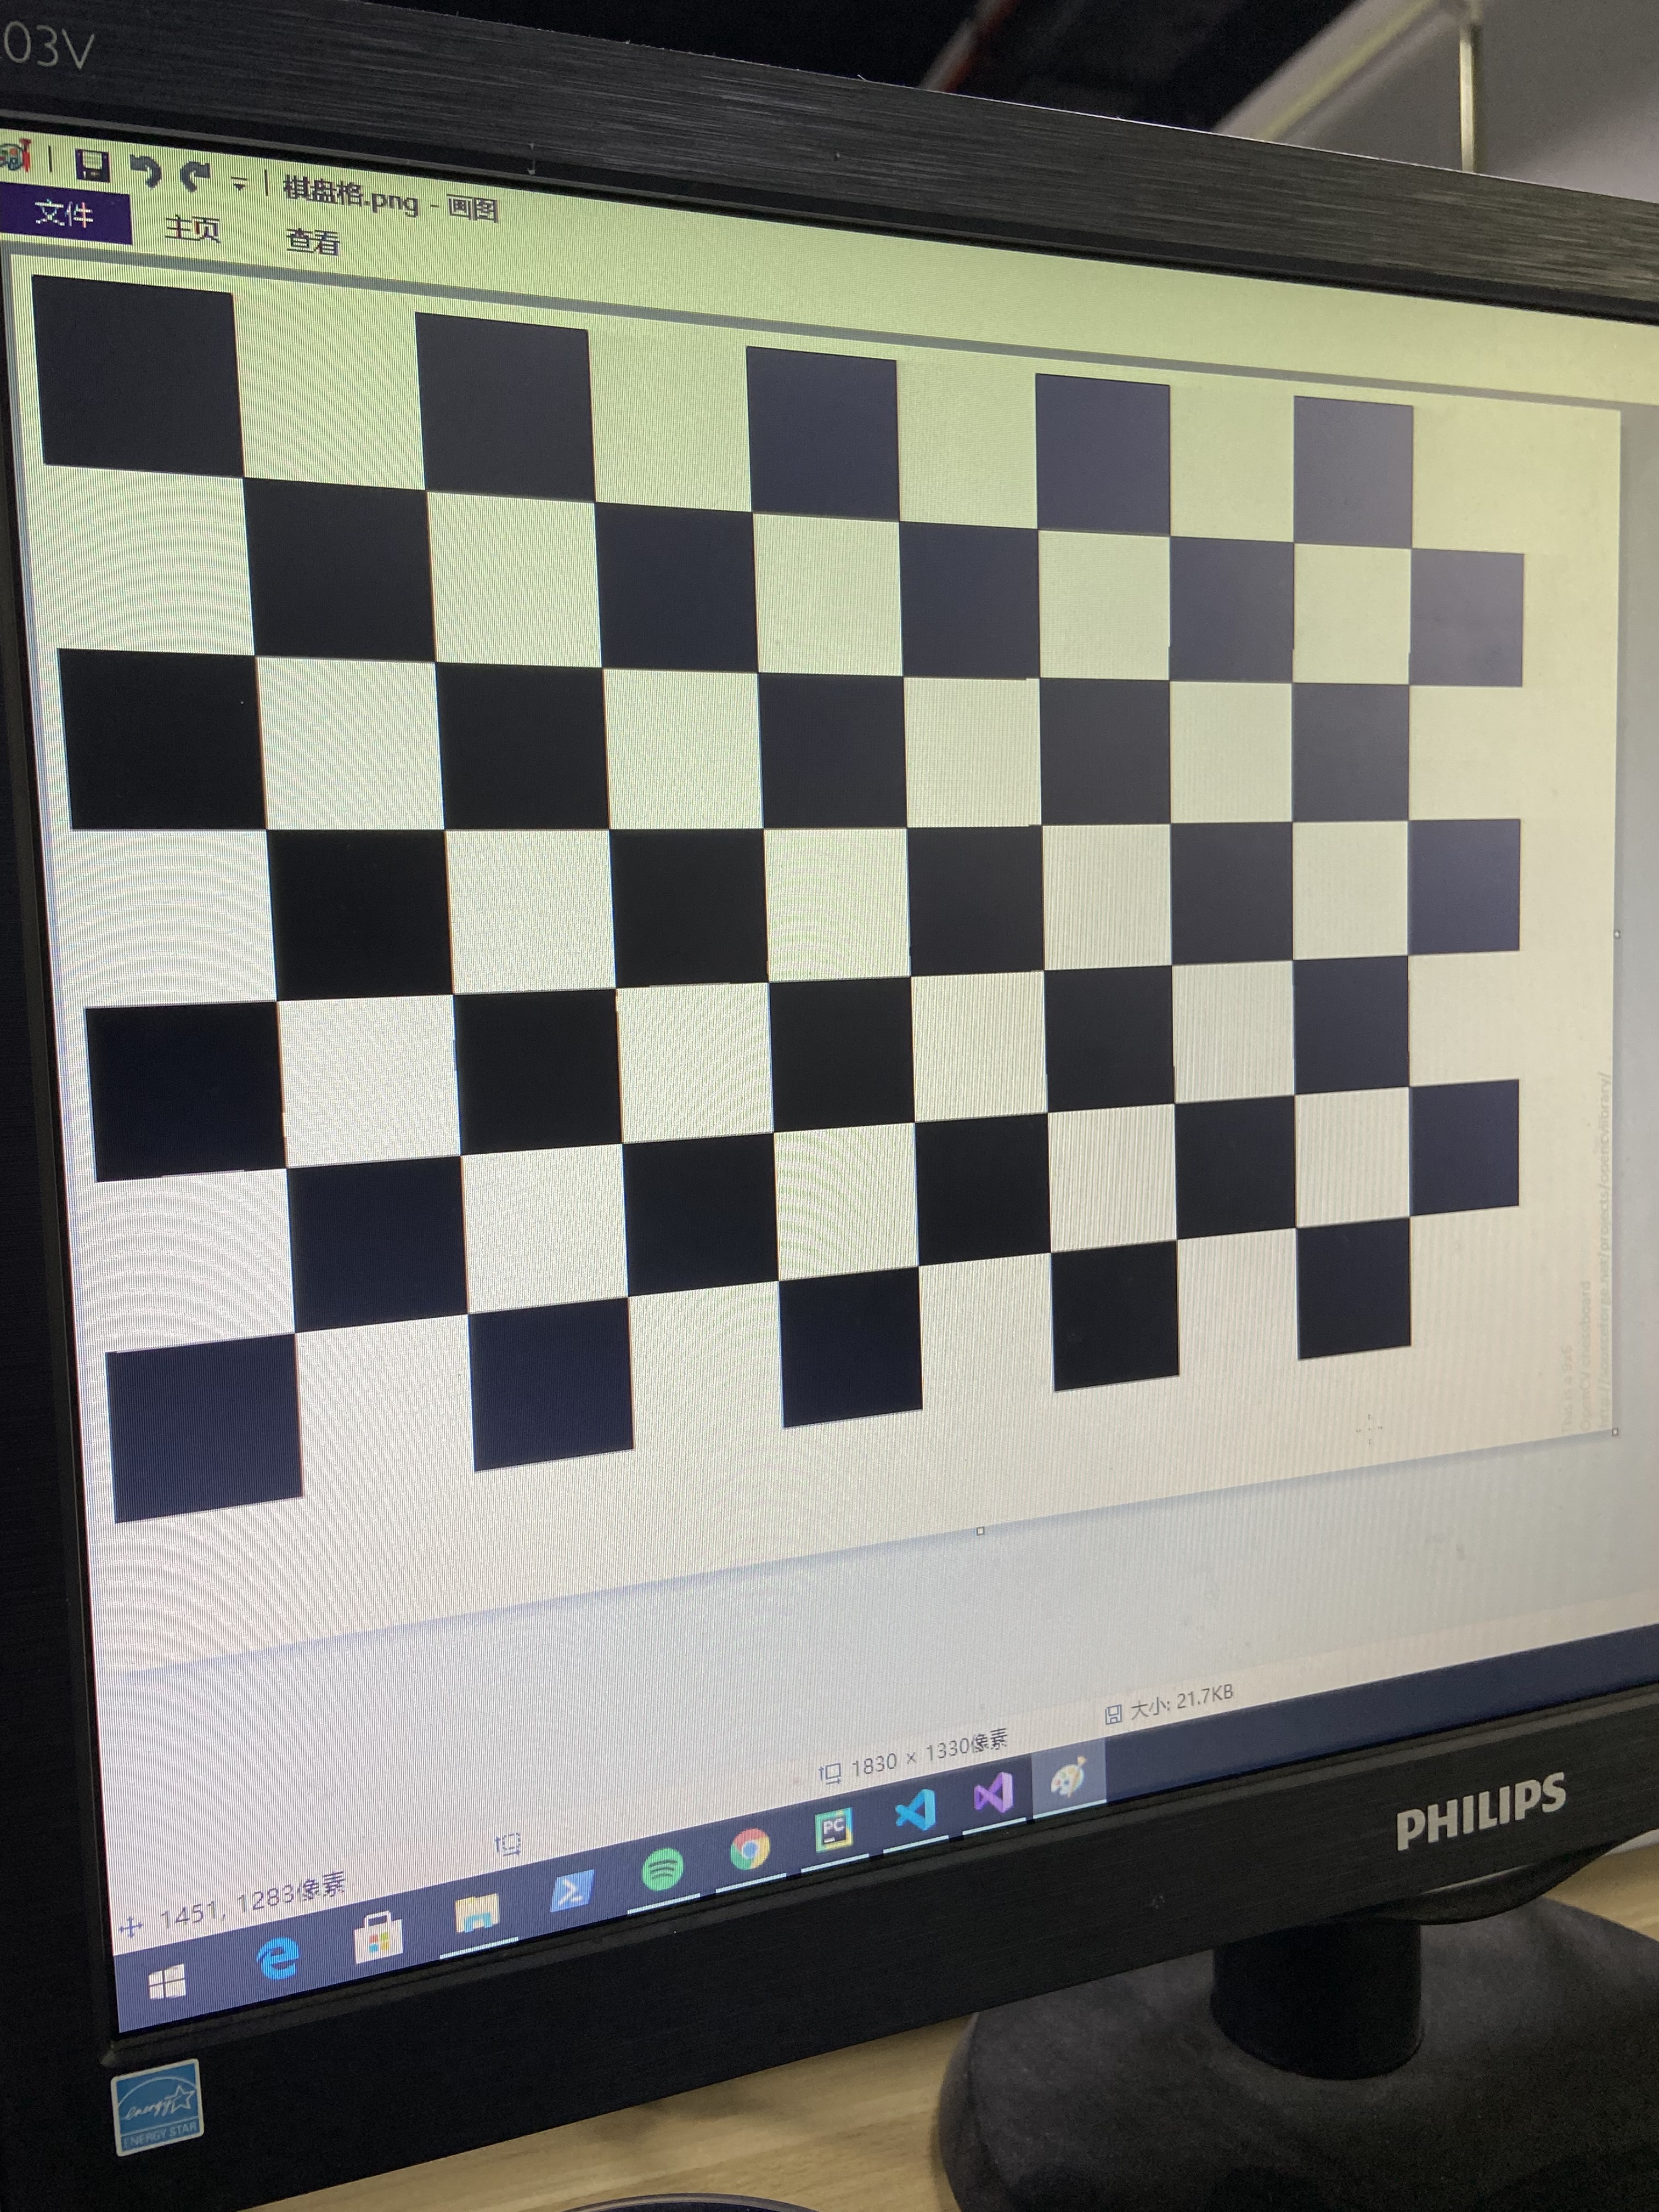 03V
棋盘格.png - 画图
文件 主页 查看
This is a 9x6
OpenCV chessboard
http://sourceforge.net/projects/opencvlibrary/
1451, 1283像素
1830 × 1330像素
大小: 21.7KB
PC
PHILIPS
energy
ENERGY STAR